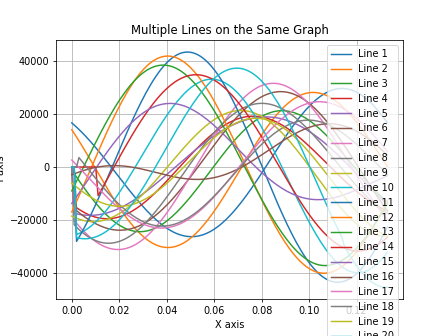 Multiple Lines on the Same Graph
40000
20000
0
−20000
−40000
0.00
0.02
0.04
0.06
0.08
0.10
X axis
Line 1
Line 2
Line 3
Line 4
Line 5
Line 6
Line 7
Line 8
Line 9
Line 10
Line 11
Line 12
Line 13
Line 14
Line 15
Line 16
Line 17
Line 18
Line 19
Line 20